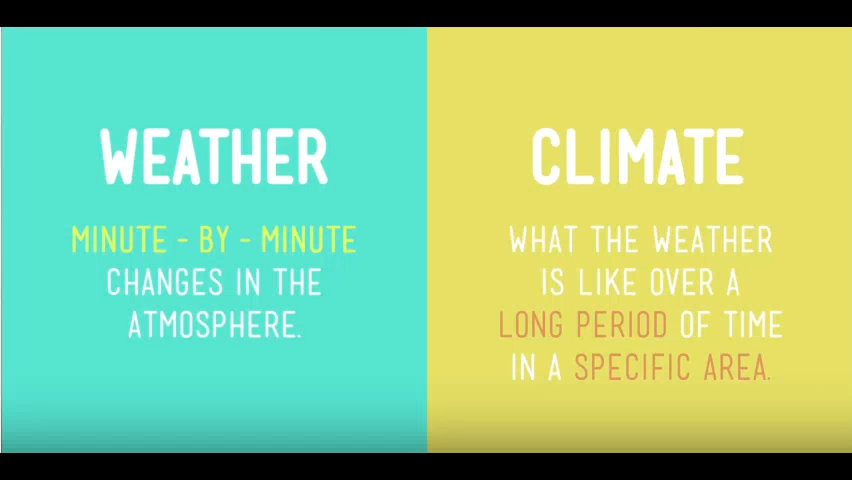 WEATHER
MINUTE - BY - MINUTE
CHANGES IN THE
ATMOSPHERE.
CLIMATE
WHAT THE WEATHER
IS LIKE OVER A
LONG PERIOD OF TIME
IN A SPECIFIC AREA.